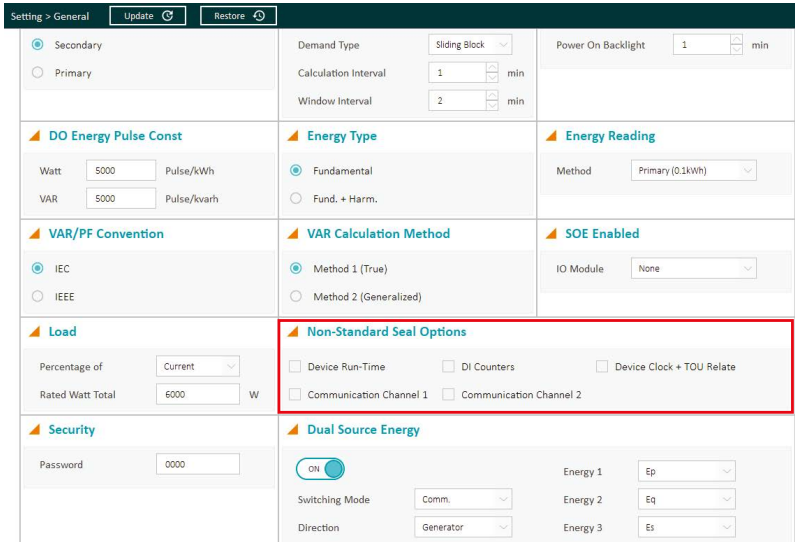 Setting > General
Update
Restore
Secondary
Primary
Demand Type
Sliding Block
Calculation Interval
1
min
Window Interval
2
min
Power On Backlight
1
min
DO Energy Pulse Const
Watt
5000
Pulse/kWh
VAR
5000
Pulse/kvarh
Energy Type
Fundamental
Fund. + Harm.
Energy Reading
Method
Primary (0.1kWh)
VAR/PF Convention
IEC
IEEE
VAR Calculation Method
Method 1 (True)
Method 2 (Generalized)
SOE Enabled
IO Module
None
Load
Percentage of
Current
Rated Watt Total
6000
W
Non-Standard Seal Options
Device Run-Time
DI Counters
Device Clock + TOU Relate
Communication Channel 1
Communication Channel 2
Security
Password
0000
Dual Source Energy
ON
Switching Mode
Comm.
Direction
Generator
Energy 1
Ep
Energy 2
Eq
Energy 3
Es